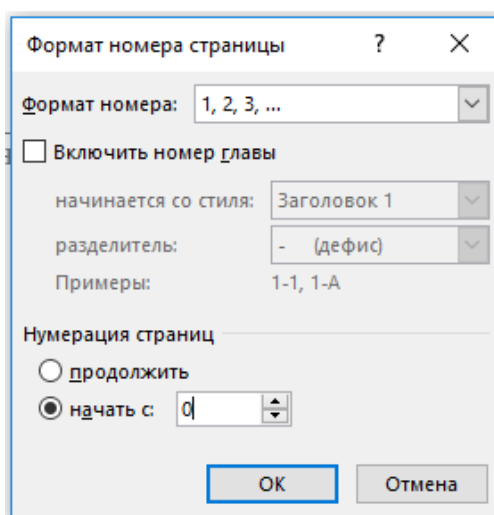 Формат номера страницы ?
Формат номера: 1, 2, 3, ...
Включить номер главы
начинается со стиля: Заголовок 1
разделитель: - (дефис)
Примеры: 1-1, 1-A
Нумерация страниц
продолжить
начать с: 0
ОК Отмена